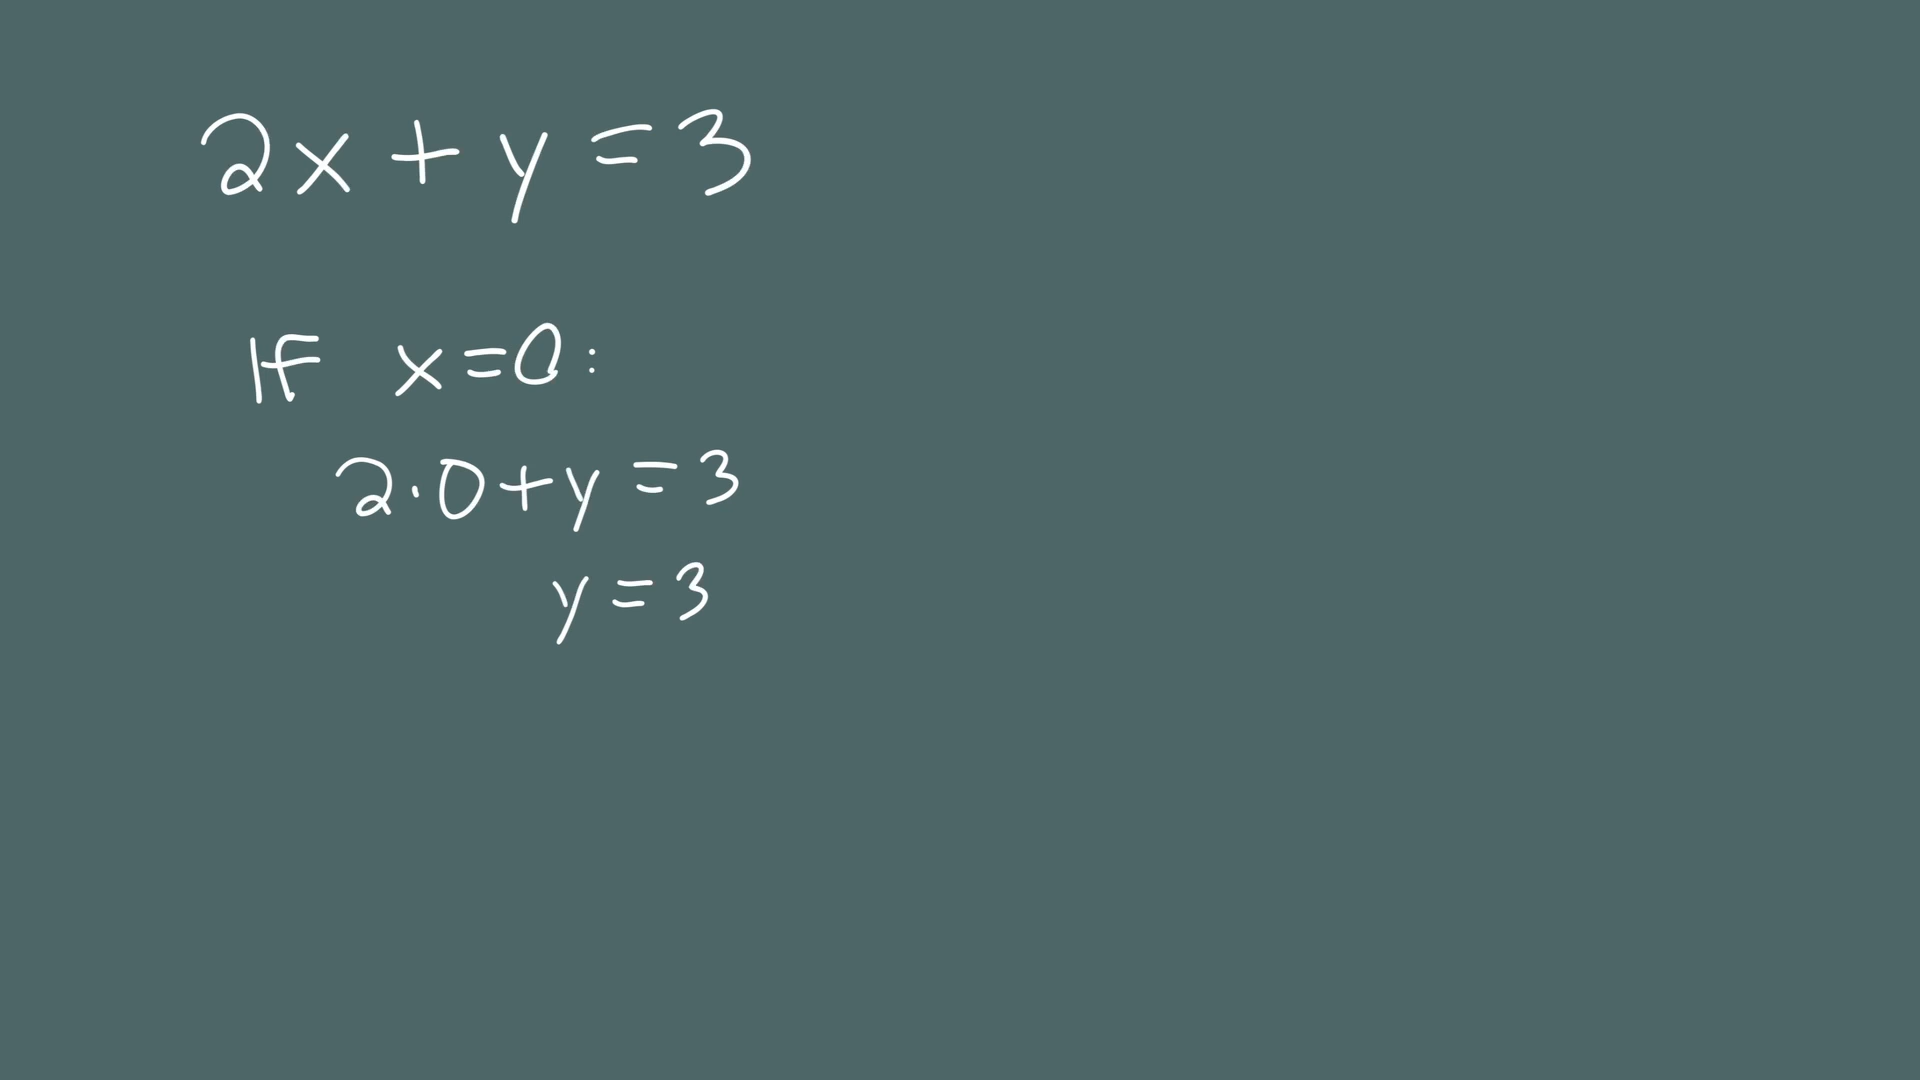 2x + y = 3
IF x = 0:
2·0 + y = 3
y = 3